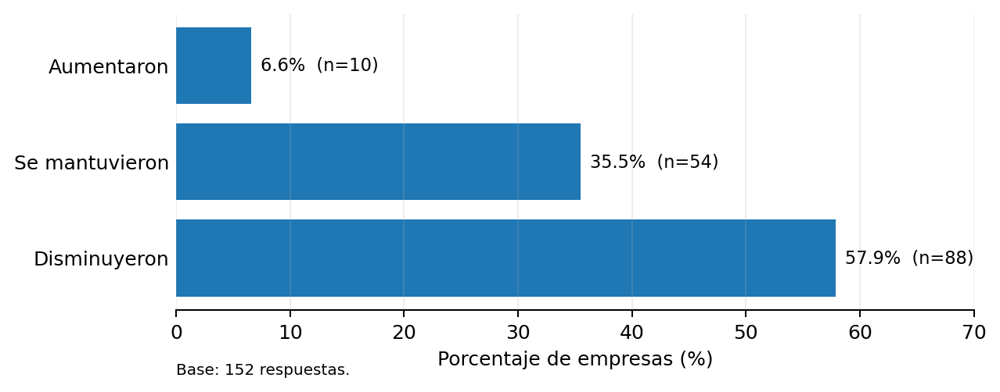 Aumentaron
6.6%  (n=10)
Se mantuvieron
35.5%  (n=54)
Disminuyeron
57.9%  (n=88)
0 10 20 30 40 50 60 70
Porcentaje de empresas (%)
Base: 152 respuestas.